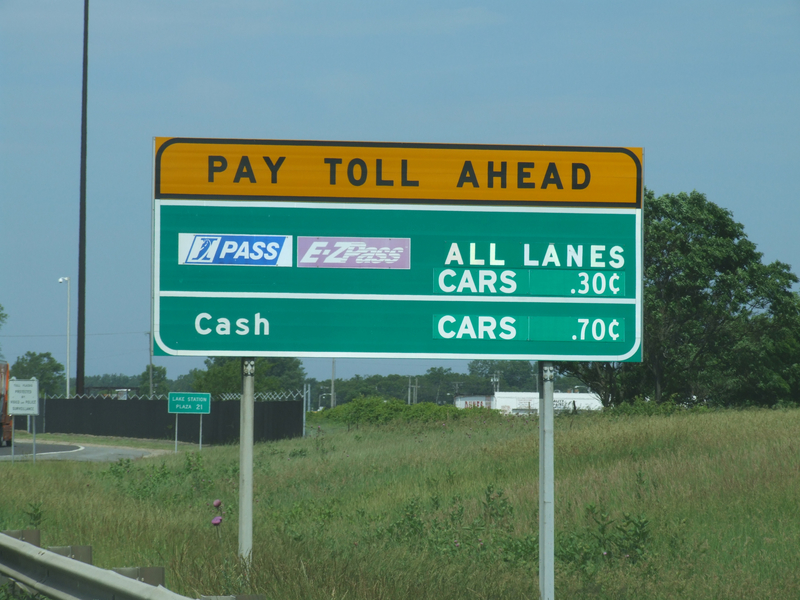 PAY TOLL AHEAD
I PASS E-ZPass ALL LANES
CARS .30¢
Cash CARS .70¢
LAKE STATION
PLAZA 21